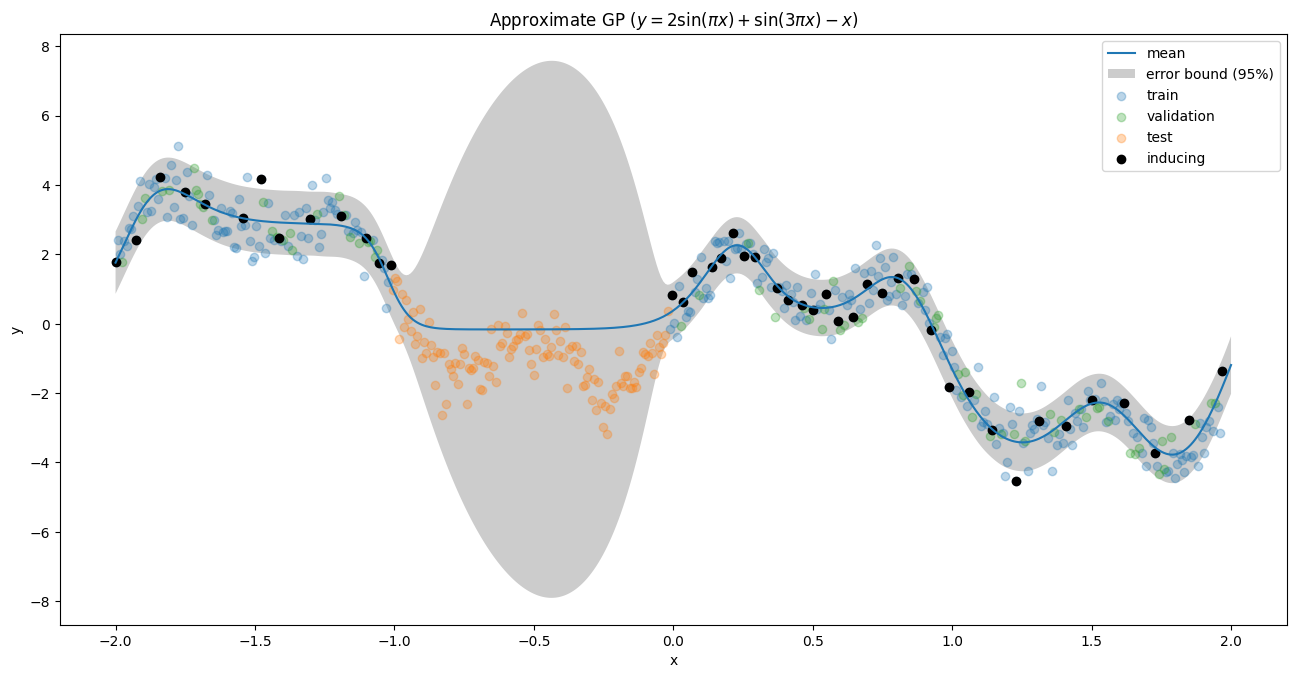 Approximate GP (y = 2sin(πx) + sin(3πx) − x)
mean
error bound (95%)
train
validation
test
inducing
8
6
4
2
0
−2
−4
−6
−8
y
−2.0 −1.5 −1.0 −0.5 0.0 0.5 1.0 1.5 2.0
x